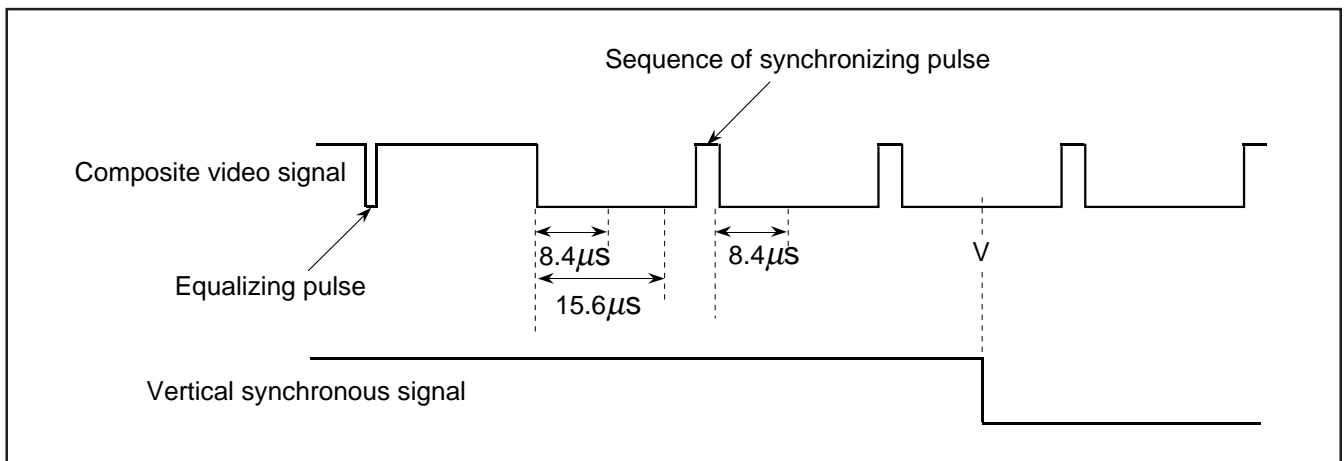 Sequence of synchronizing pulse
Composite video signal
8.4μs
8.4μs
V
Equalizing pulse
15.6μs
Vertical synchronous signal